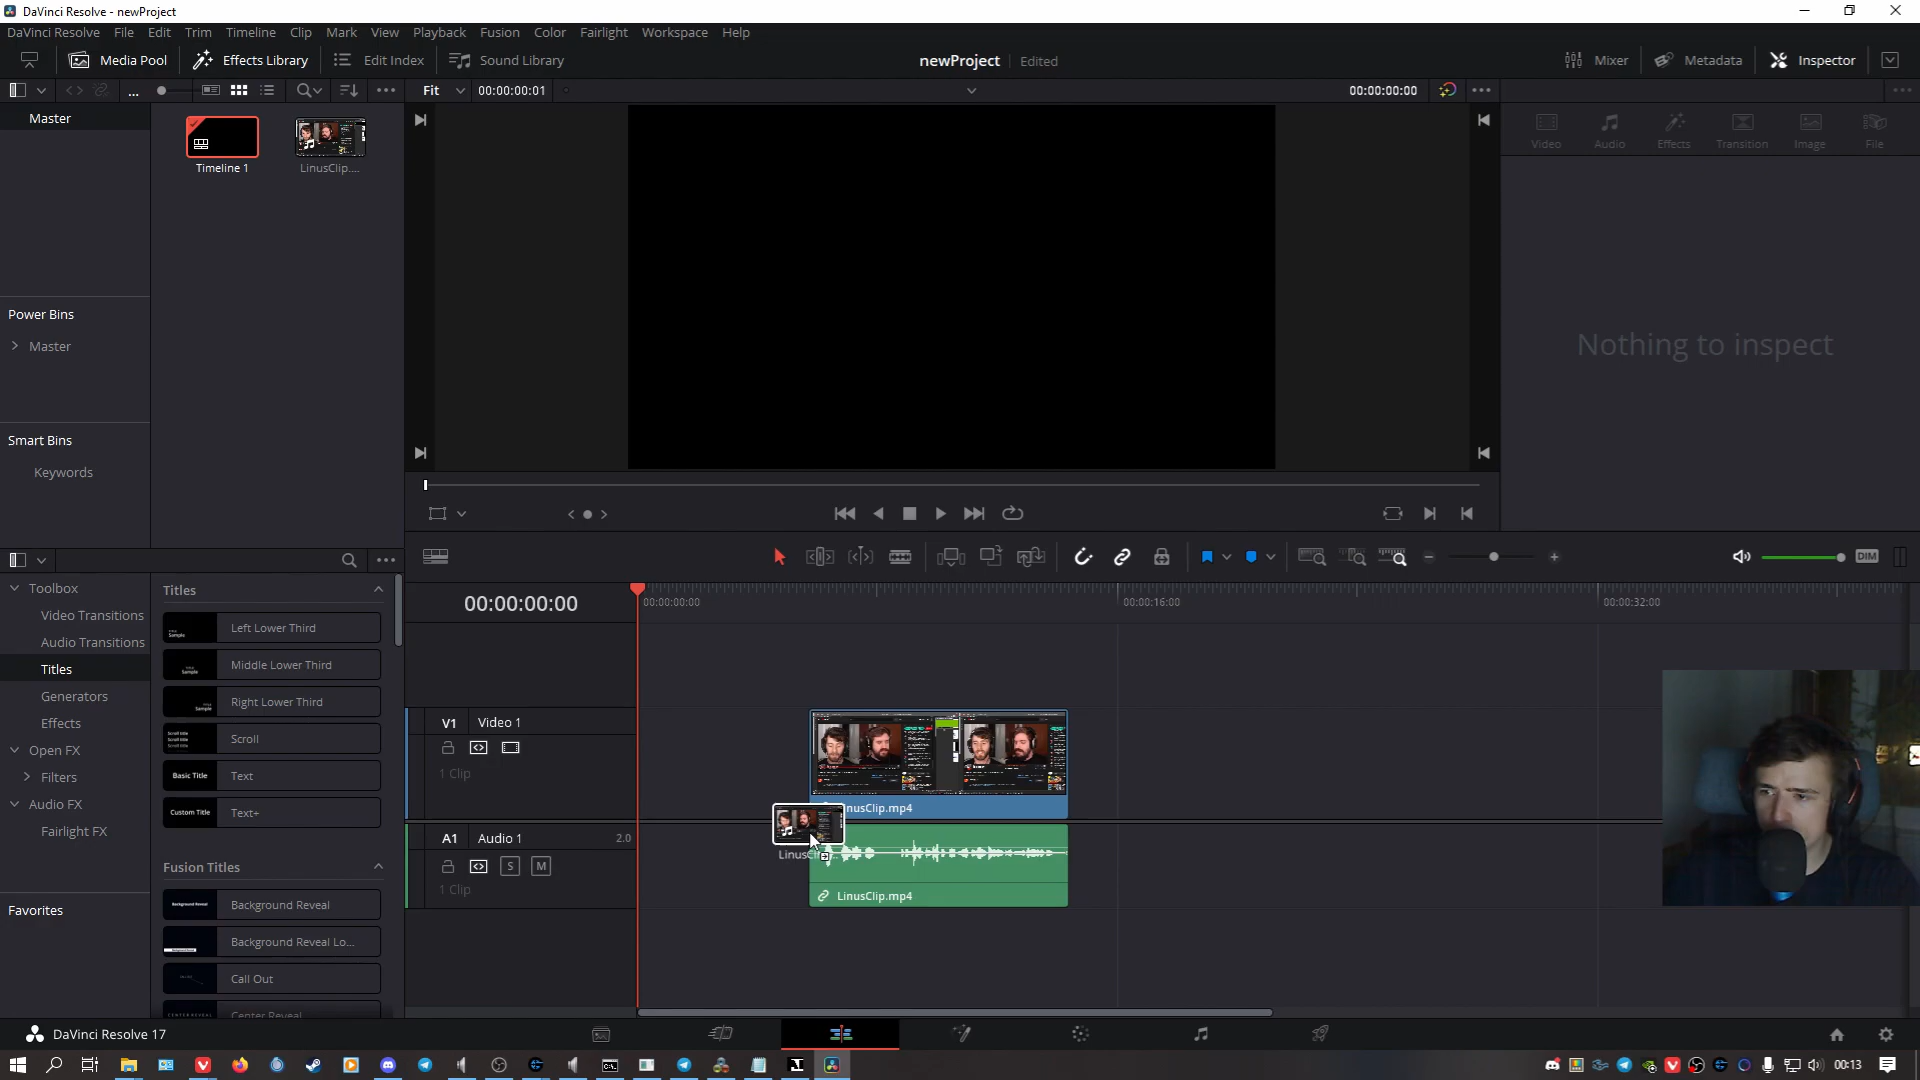 DaVinci Resolve - newProject
DaVinci Resolve File Edit Trim Timeline Clip Mark View Playback Fusion Color Fairlight Workspace Help
Media Pool Effects Library Edit Index Sound Library newProject Edited Mixer Metadata Inspector
... Fit 00:00:00:01 00:00:00:00
Master
Timeline 1 LinusClip....
Video Audio Effects Transition Image File
Power Bins
Master
Nothing to inspect
Smart Bins
Keywords
DIM
Toolbox
Video Transitions
Audio Transitions
Titles
Generators
Effects
Open FX
Filters
Audio FX
Fairlight FX
Favorites
Titles
Left Lower Third
Middle Lower Third
Right Lower Third
Scroll
Basic Title Text
Custom Title Text+
Fusion Titles
Background Reveal Background Reveal
Background Reveal Lo...
Call Out
Center Reveal
00:00:00:00 00:00:00:00 00:00:16:00 00:00:32:00
V1 Video 1
1 Clip
LinusClip.mp4
A1 Audio 1 2.0
S M
1 Clip
LinusClip.mp4
DaVinci Resolve 17
00:13